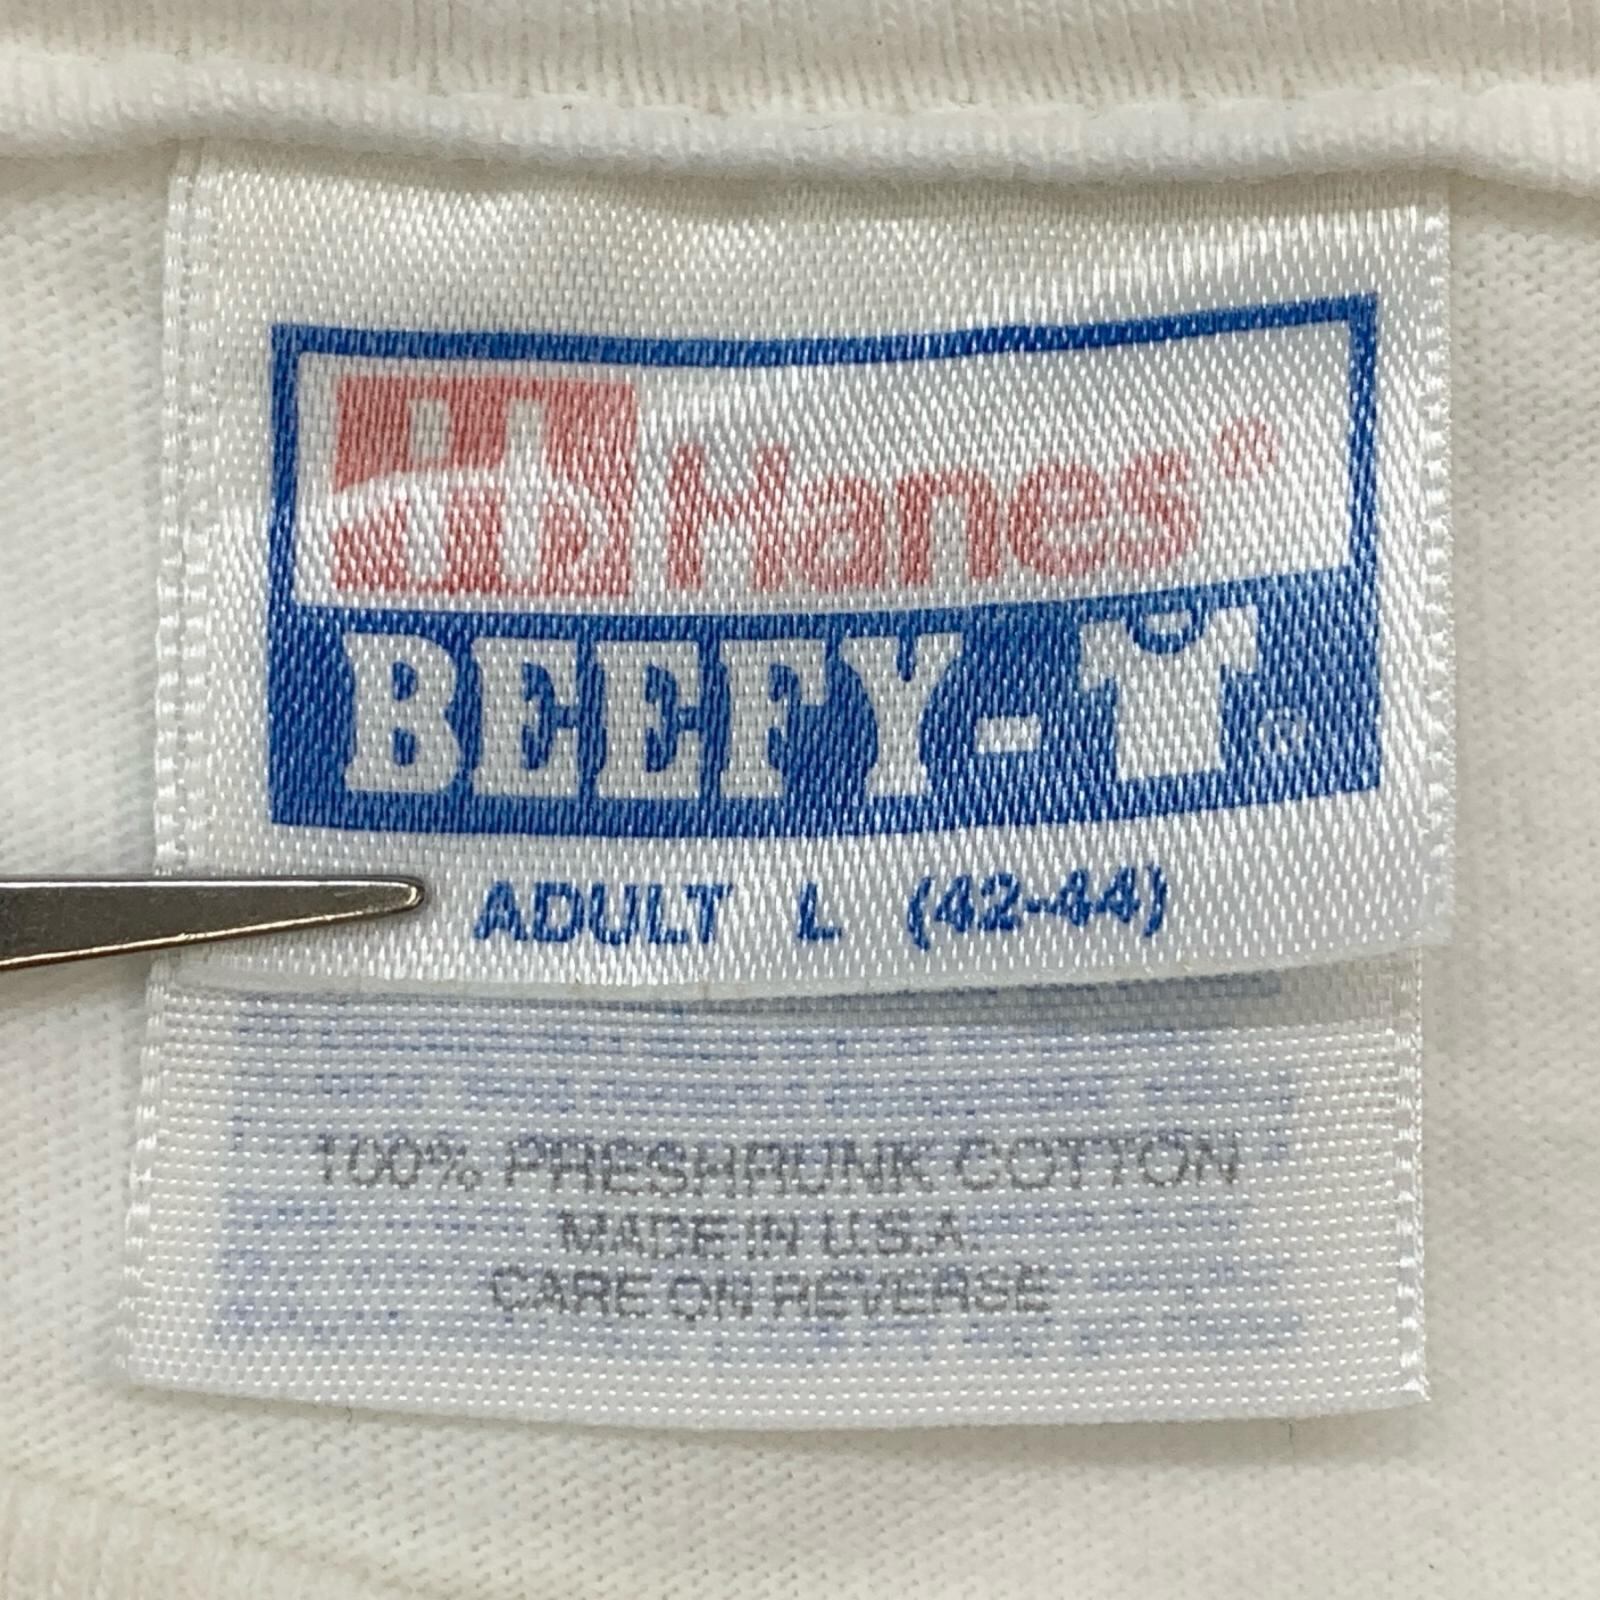 Hanes®
BEEFY-T®
ADULT L (42-44)
100% PRESHRUNK COTTON
MADE IN U.S.A.
CARE ON REVERSE